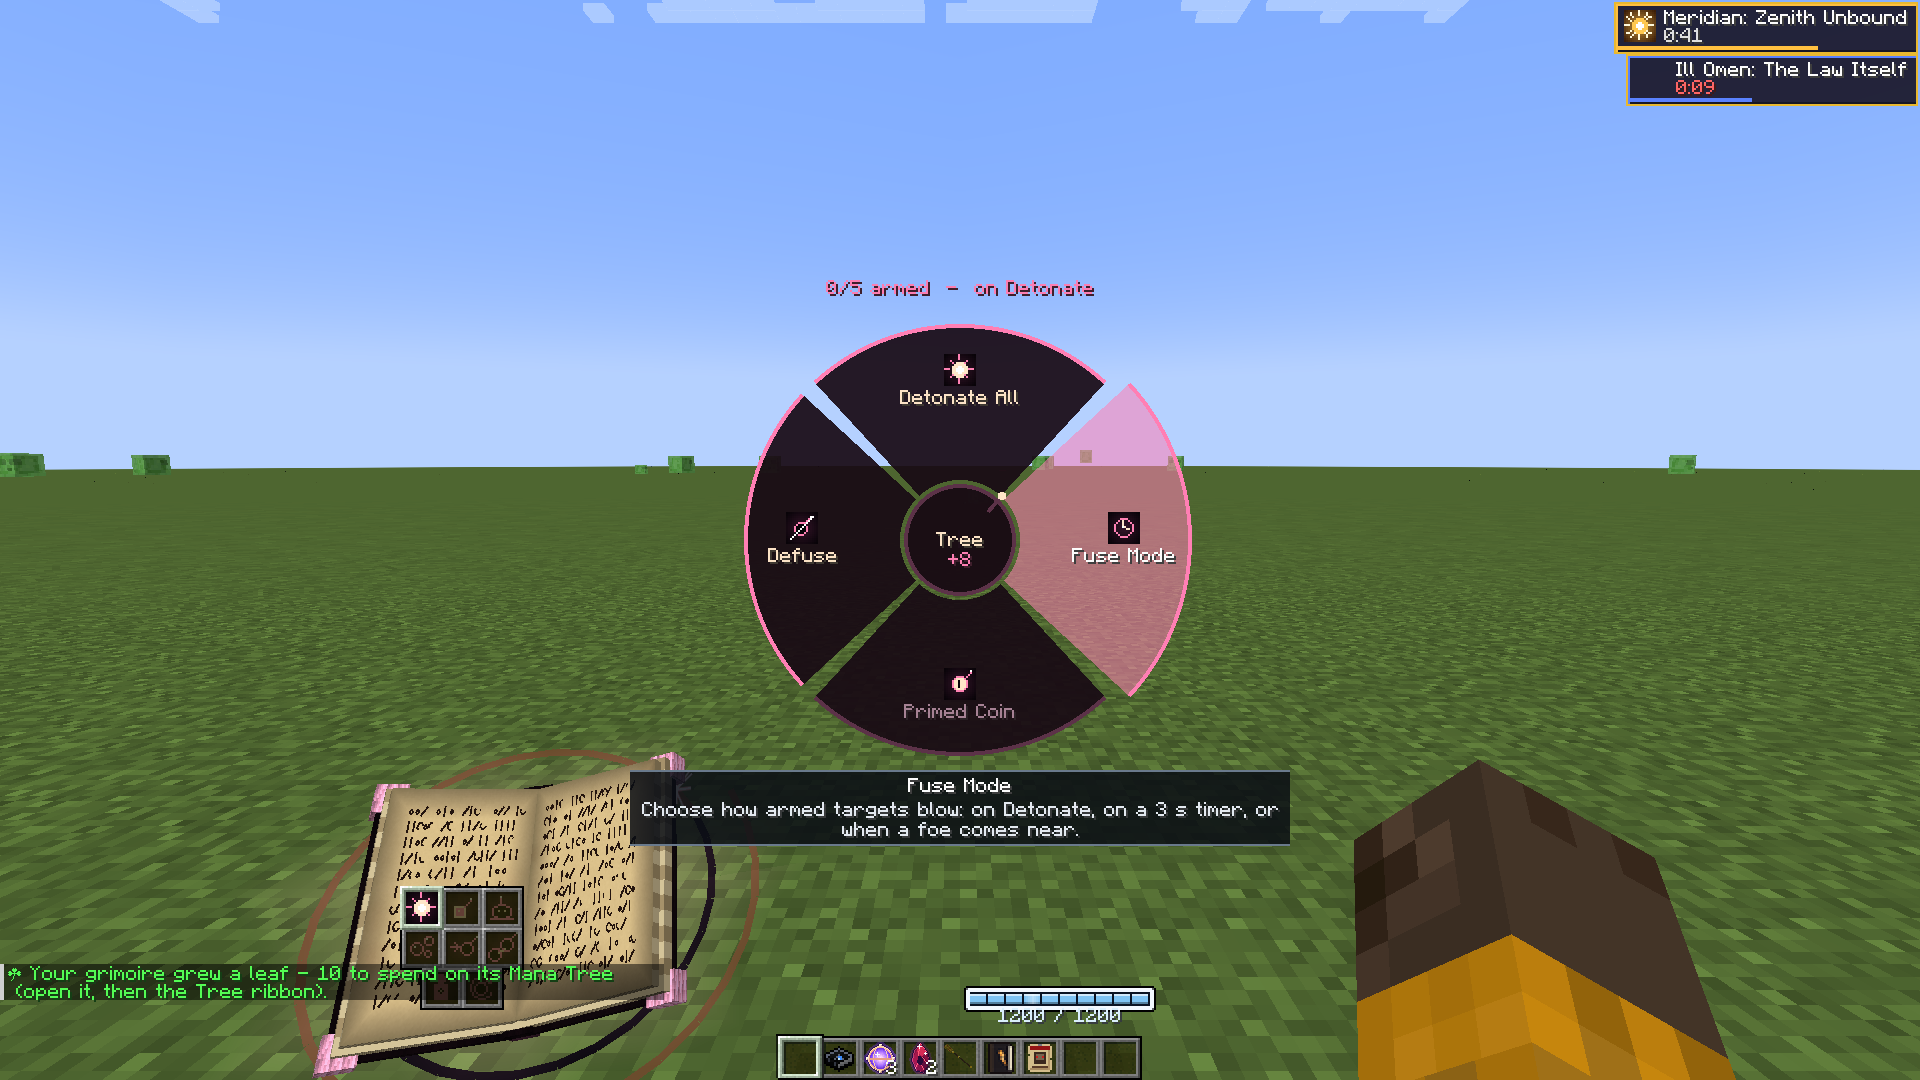 Meridian: Zenith Unbound
0:41
Ill Omen: The Law Itself
0:09
0/5 armed - on Detonate
Detonate All
Defuse
Tree
+8
Fuse Mode
Primed Coin
Fuse Mode
Choose how armed targets blow: on Detonate, on a 3 s timer, or
when a foe comes near.
Your grimoire grew a leaf - 10 to spend on its Mana Tree
(open it, then the Tree ribbon).
1200 / 1200
3
2